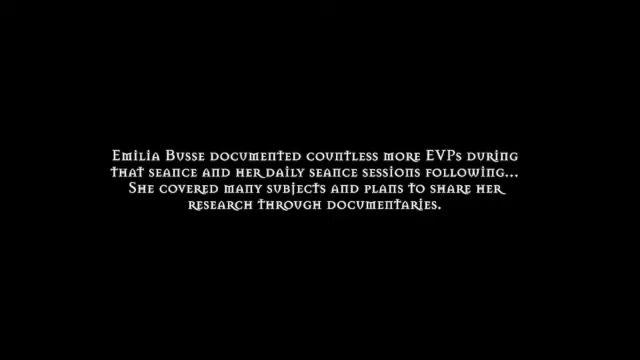 Emilia Busse documented countless more EVPs during
that seance and her daily seance sessions following...
She covered many subjects and plans to share her
research through documentaries.